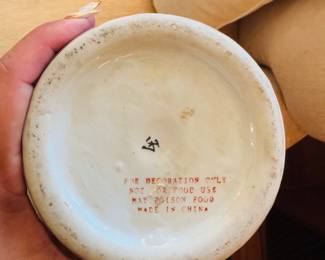 FOR DECORATION ONLY
NOT FOR FOOD USE
MAY POISON FOOD
MADE IN CHINA